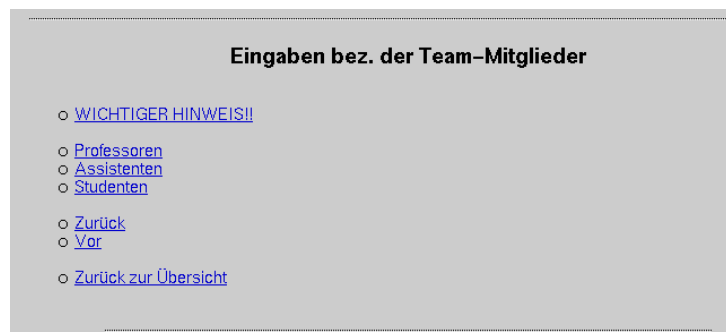 Eingaben bez. der Team-Mitglieder
WICHTIGER HINWEIS!!
Professoren
Assistenten
Studenten
Zurück
Vor
Zurück zur Übersicht